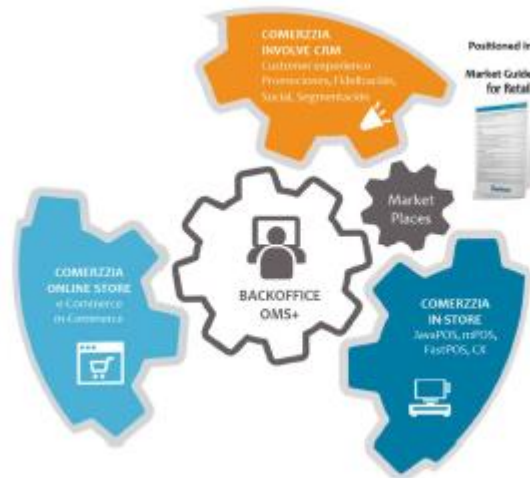 COMERZZIA
INVOLVE CRM
Customer experience
Promociones, Fidelización,
Social, Segmentación
Positioned in
Market Guide
for Retail
Market
Places
BACKOFFICE
OMS+
COMERZZIA
ONLINE STORE
e-Commerce
m-Commerce
COMERZZIA
IN-STORE
JavaPOS, mPOS,
FastPOS, CX